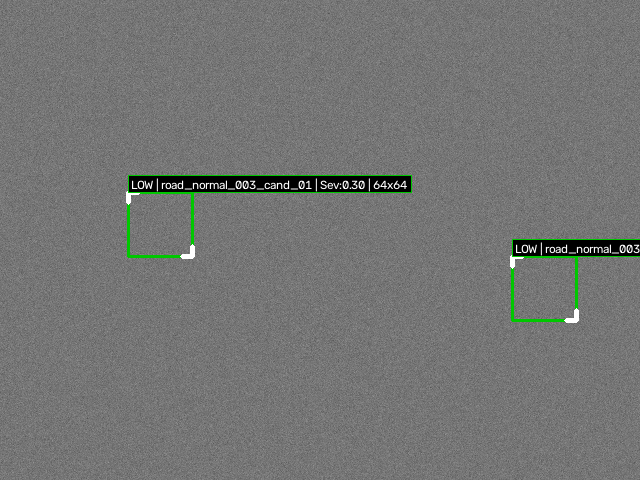 LOW | road_normal_003_cand_01 | Sev:0.30 | 64x64
LOW | road_normal_003